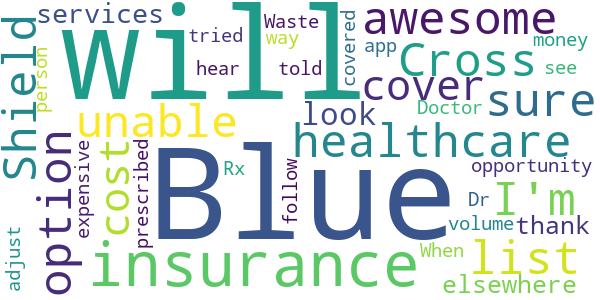 services
Will
Waste
tried
way
hear
told
covered
awesome
app
money
Cross
see
person
Shield
cover
sure
unable
look
Doctor
healthcare
option
expensive
cost
prescribed
Blue
Rx
follow
opportunity
I'm
Dr
volume
thank
adjust
insurance
When
list
elsewhere